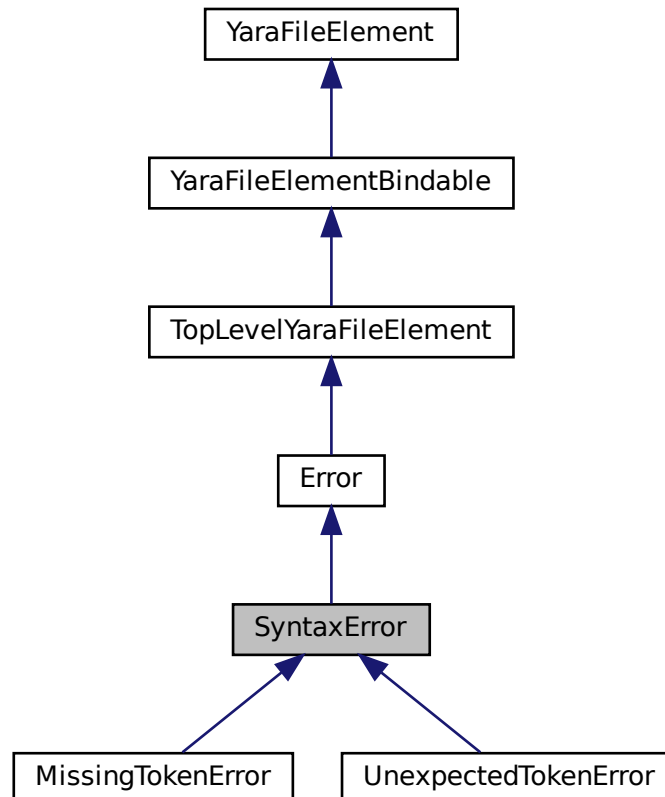 YaraFileElement
YaraFileElementBindable
TopLevelYaraFileElement
Error
SyntaxError
MissingTokenError
UnexpectedTokenError